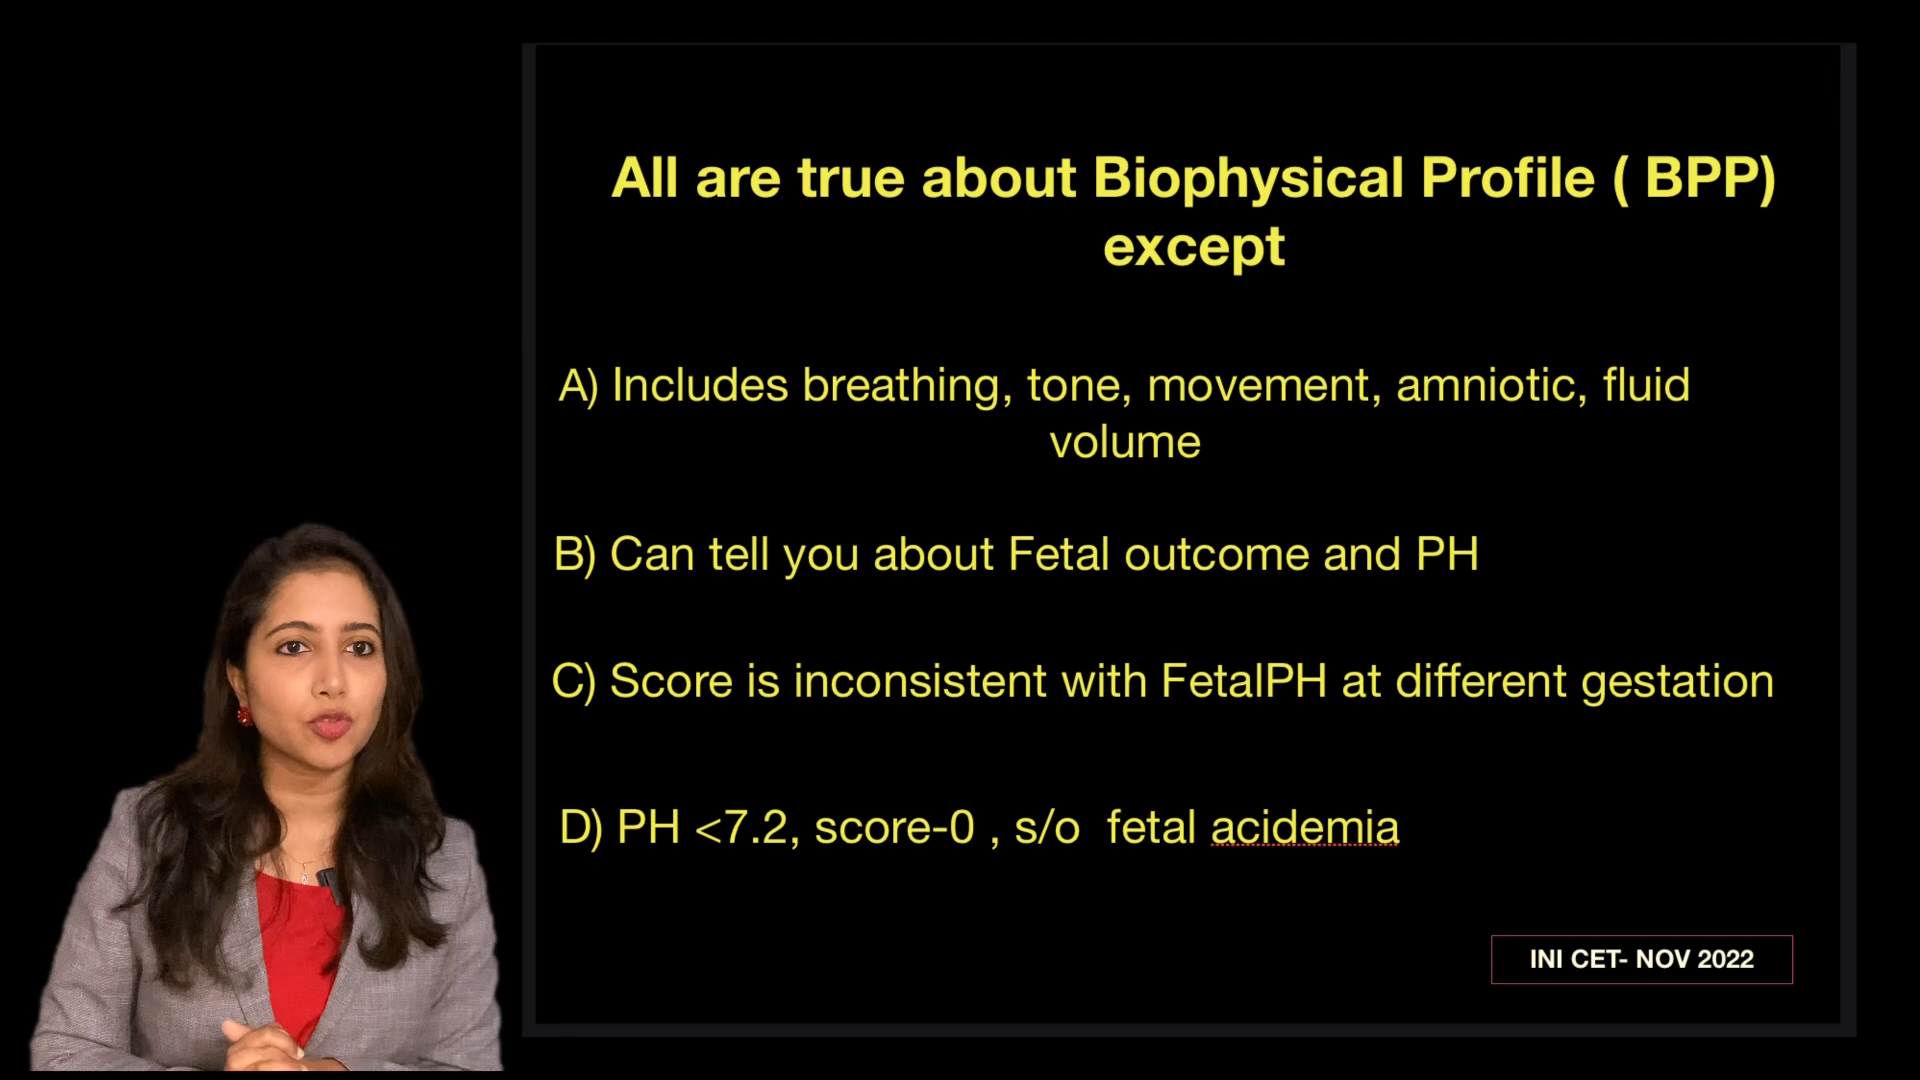 All are true about Biophysical Profile ( BPP)
except
A) Includes breathing, tone, movement, amniotic, fluid
volume
B) Can tell you about Fetal outcome and PH
C) Score is inconsistent with FetalPH at different gestation
D) PH <7.2, score-0 , s/o fetal acidemia
INI CET- NOV 2022